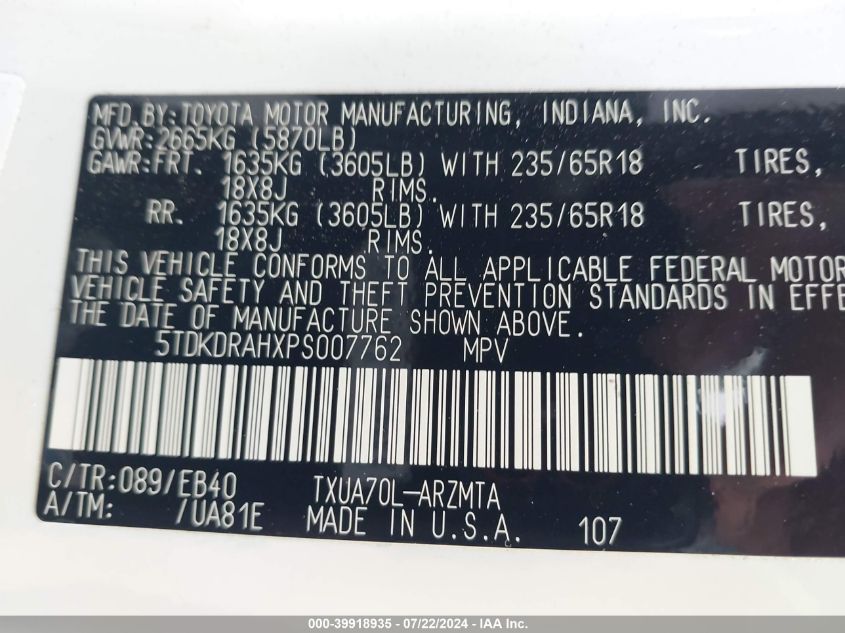 MFD.BY:TOYOTA MOTOR MANUFACTURING, INDIANA, INC.
GVWR:2665KG (5870LB)
GAWR:FRT. 1635KG (3605LB) WITH 235/65R18 TIRES,
18X8J RIMS.
RR. 1635KG (3605LB) WITH 235/65R18 TIRES,
18X8J RIMS.
THIS VEHICLE CONFORMS TO ALL APPLICABLE FEDERAL MOTOR
VEHICLE SAFETY AND THEFT PREVENTION STANDARDS IN EFFE
THE DATE OF MANUFACTURE SHOWN ABOVE.
5TDKDRAHXPS007762 MPV
C/TR:089/EB40 TXUA70L-ARZMTA
A/TM: /UA81E MADE IN U.S.A. 107
000-39918935 - 07/22/2024 - IAAI.com